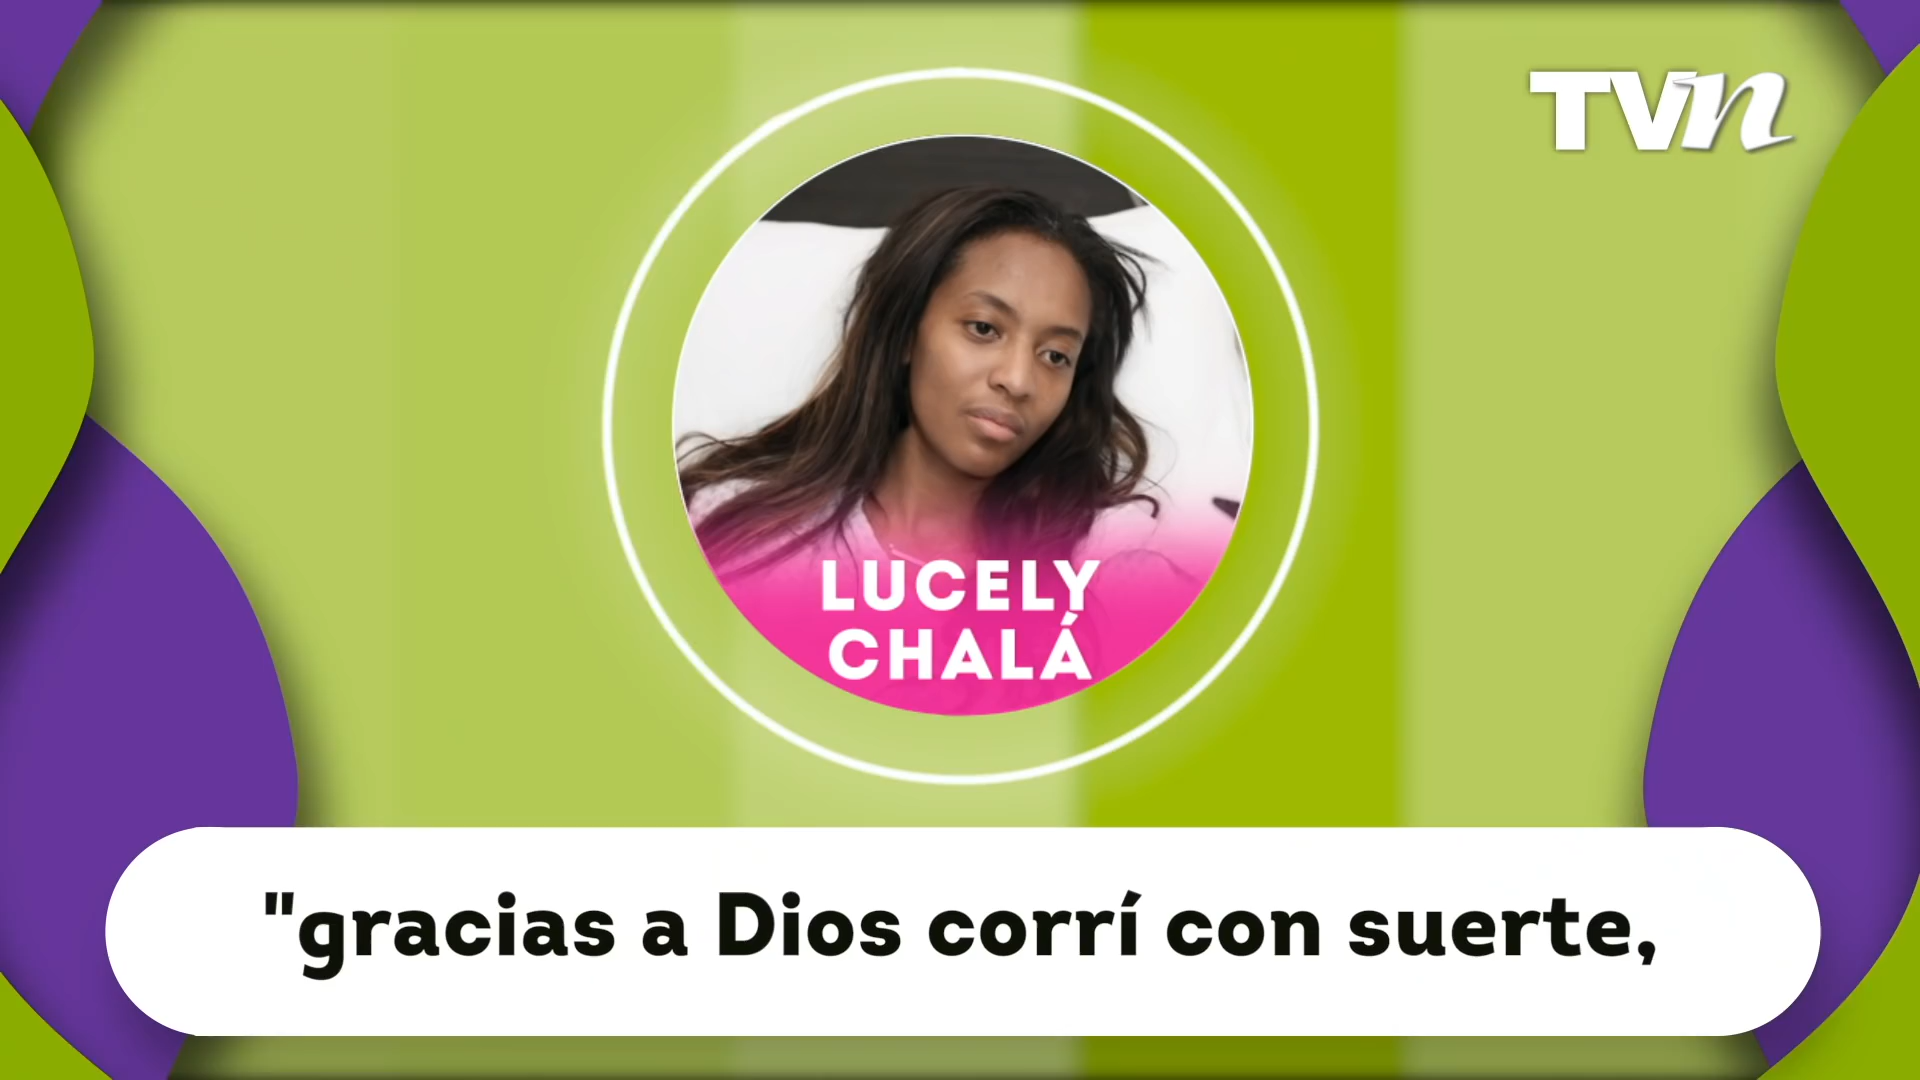 TVn
LUCELY
CHALÁ
"gracias a Dios corrí con suerte,